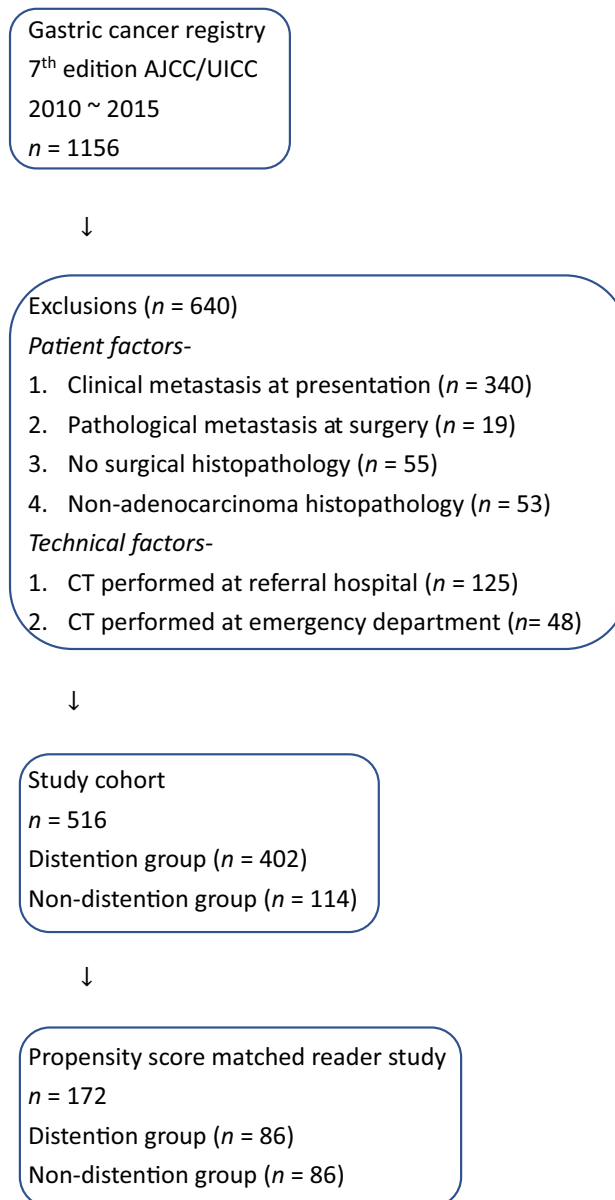 Gastric cancer registry
7th edition AJCC/UICC
2010 ~ 2015
n = 1156
↓
Exclusions (n = 640)
Patient factors-
1. Clinical metastasis at presentation (n = 340)
2. Pathological metastasis at surgery (n = 19)
3. No surgical histopathology (n = 55)
4. Non-adenocarcinoma histopathology (n = 53)
Technical factors-
1. CT performed at referral hospital (n = 125)
2. CT performed at emergency department (n= 48)
↓
Study cohort
n = 516
Distention group (n = 402)
Non-distention group (n = 114)
↓
Propensity score matched reader study
n = 172
Distention group (n = 86)
Non-distention group (n = 86)